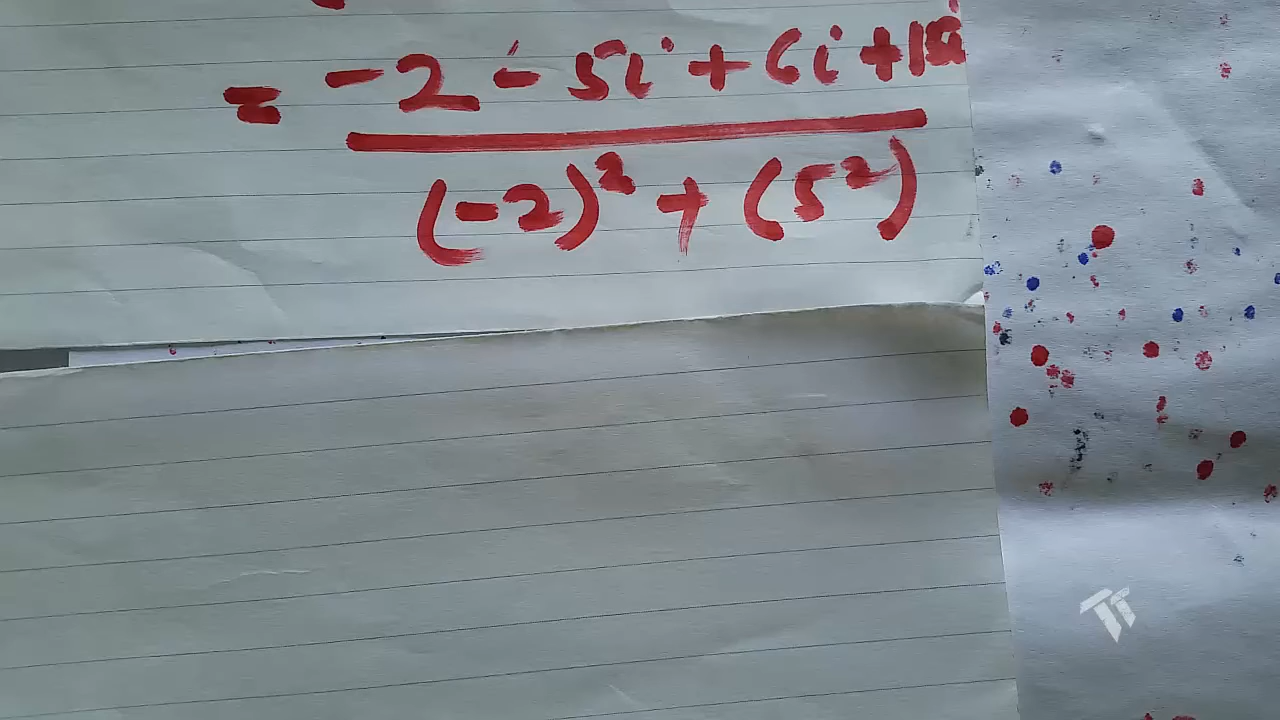 = -2 - 5i + 6i + 15
(-2)² + (5²)